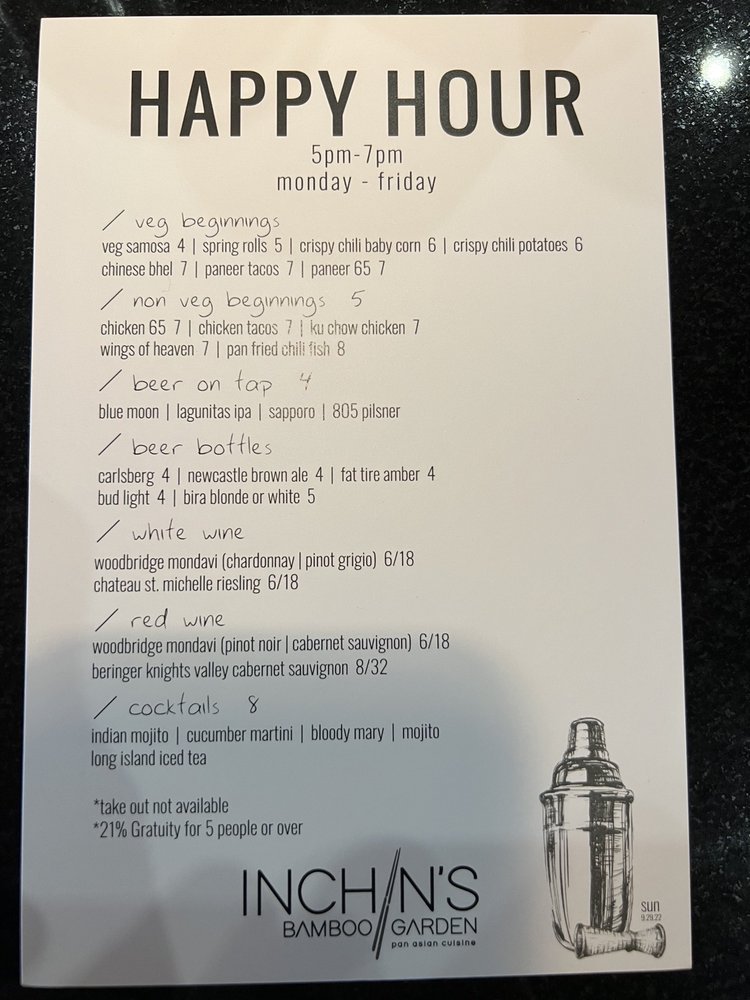 HAPPY HOUR
5pm-7pm
monday - friday
/ veg beginnings
veg samosa 4 | spring rolls 5 | crispy chili baby corn 6 | crispy chili potatoes 6
chinese bhel 7 | paneer tacos 7 | paneer 65 7
/ non veg beginnings 5
chicken 65 7 | chicken tacos 7 | ku chow chicken 7
wings of heaven 7 | pan fried chili fish 8
/ beer on tap 4
blue moon | lagunitas ipa | sapporo | 805 pilsner
/ beer bottles
carlsberg 4 | newcastle brown ale 4 | fat tire amber 4
bud light 4 | bira blonde or white 5
/ white wine
woodbridge mondavi (chardonnay | pinot grigio) 6/18
chateau st. michelle riesling 6/18
/ red wine
woodbridge mondavi (pinot noir | cabernet sauvignon) 6/18
beringer knights valley cabernet sauvignon 8/32
/ cocktails 8
indian mojito | cucumber martini | bloody mary | mojito
long island iced tea
*take out not available
*21% Gratuity for 5 people or over
INCHIN'S
BAMBOO GARDEN
pan asian cuisine
sun
9.29.22